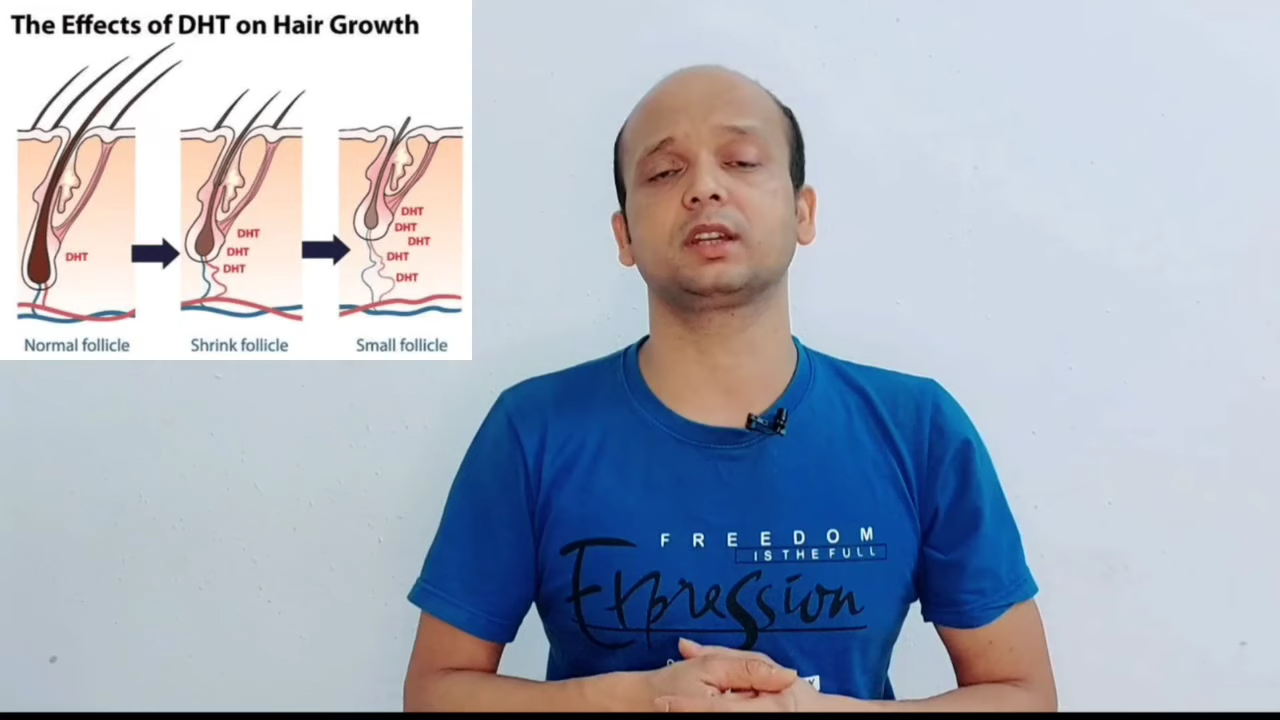 The Effects of DHT on Hair Growth
DHT
DHT
DHT
DHT
DHT
DHT
DHT
DHT
DHT
Normal follicle
Shrink follicle
Small follicle
FREEDOM
IS THE FULL
Expression